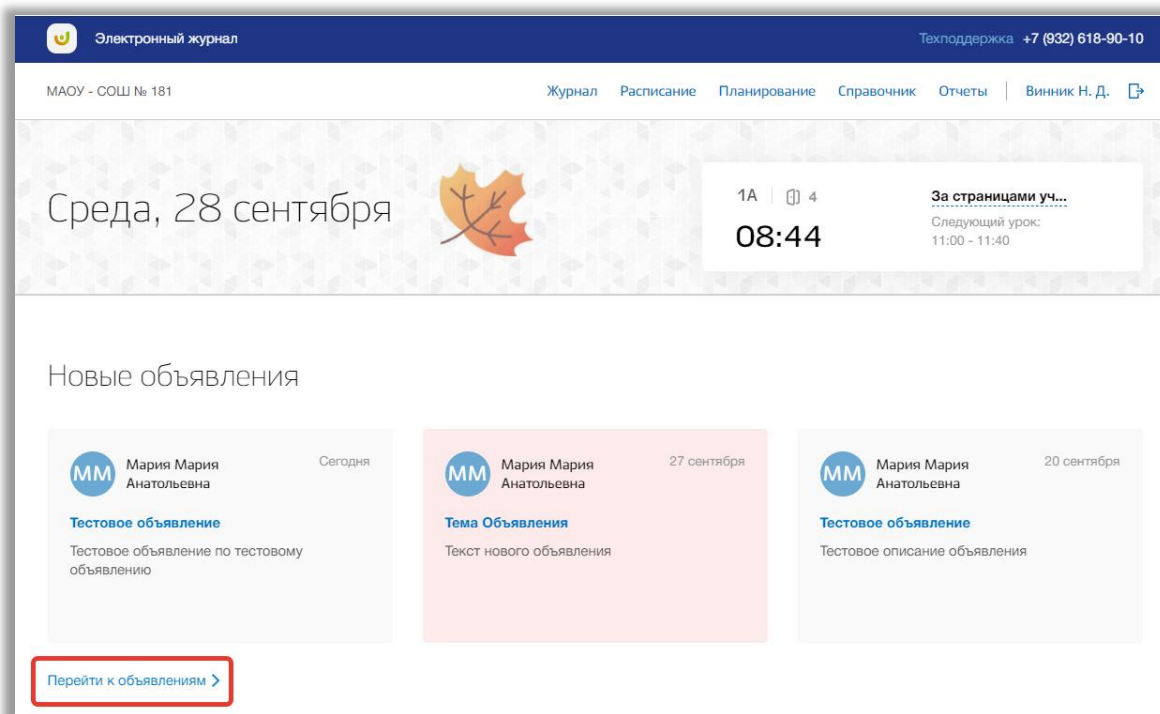 Электронный журнал
Техподдержка +7 (932) 618-90-10
МАОУ - СОШ № 181
Журнал Расписание Планирование Справочник Отчеты Винник Н. Д.
Среда, 28 сентября
1А 4
08:44
За страницами уч...
Следующий урок:
11:00 - 11:40
Новые объявления
ММ
Мария Мария
Анатольевна
Сегодня
Тестовое объявление
Тестовое объявление по тестовому
объявлению
ММ
Мария Мария
Анатольевна
27 сентября
Тема Объявления
Текст нового объявления
ММ
Мария Мария
Анатольевна
20 сентября
Тестовое объявление
Тестовое описание объявления
Перейти к объявлениям